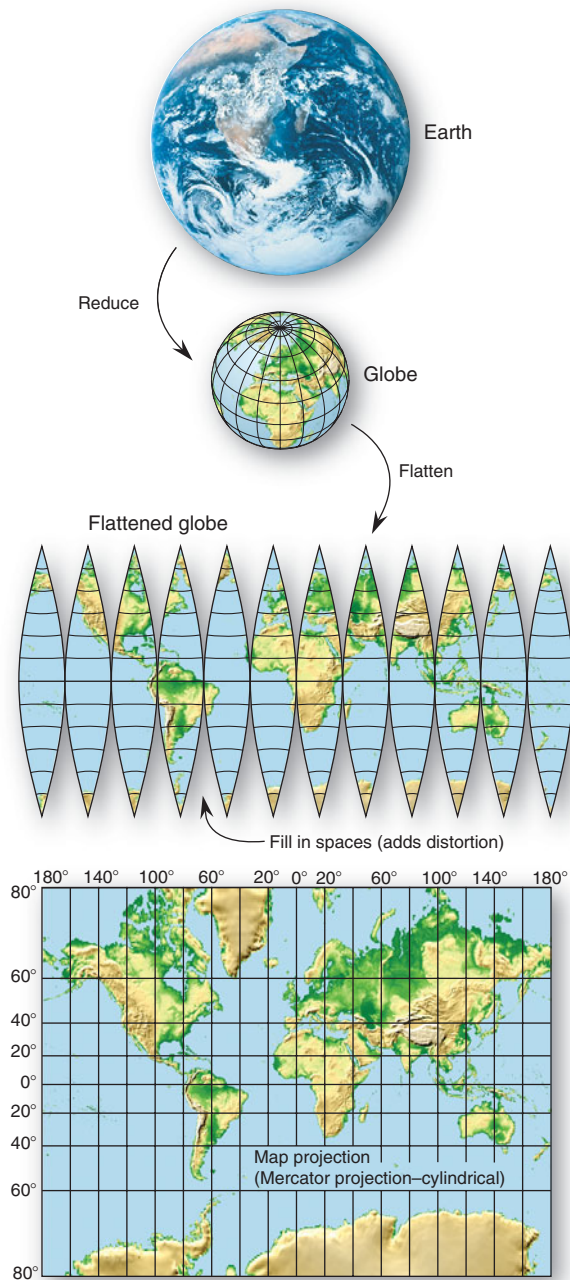 Earth
Reduce
Globe
Flatten
Flattened globe
Fill in spaces (adds distortion)
180° 140° 100° 60° 20° 0° 20° 60° 100° 140° 180°
80°
60°
40°
20°
0°
20°
40°
Map projection
(Mercator projection–cylindrical)
60°
80°